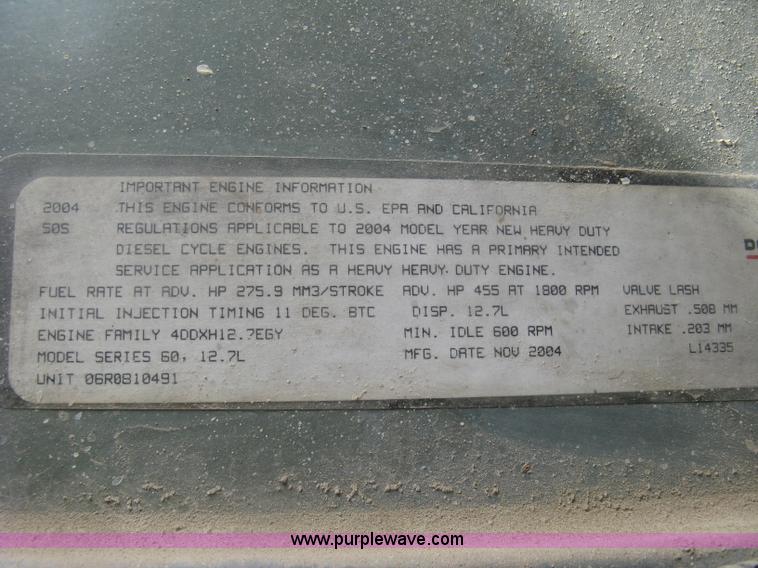 IMPORTANT ENGINE INFORMATION
2004 THIS ENGINE CONFORMS TO U.S. EPA AND CALIFORNIA
50S REGULATIONS APPLICABLE TO 2004 MODEL YEAR NEW HEAVY DUTY
DIESEL CYCLE ENGINES. THIS ENGINE HAS A PRIMARY INTENDED
SERVICE APPLICATION AS A HEAVY HEAVY DUTY ENGINE.
FUEL RATE AT ADV. HP 275.9 MM3/STROKE ADV. HP 455 AT 1800 RPM VALVE LASH
INITIAL INJECTION TIMING 11 DEG. BTC DISP. 12.7L EXHAUST .508 MM
ENGINE FAMILY 4DDXH12.7EGY MIN. IDLE 600 RPM INTAKE .203 MM
MODEL SERIES 60, 12.7L MFG. DATE NOV 2004 L14335
UNIT 06R0810491
www.purplewave.com